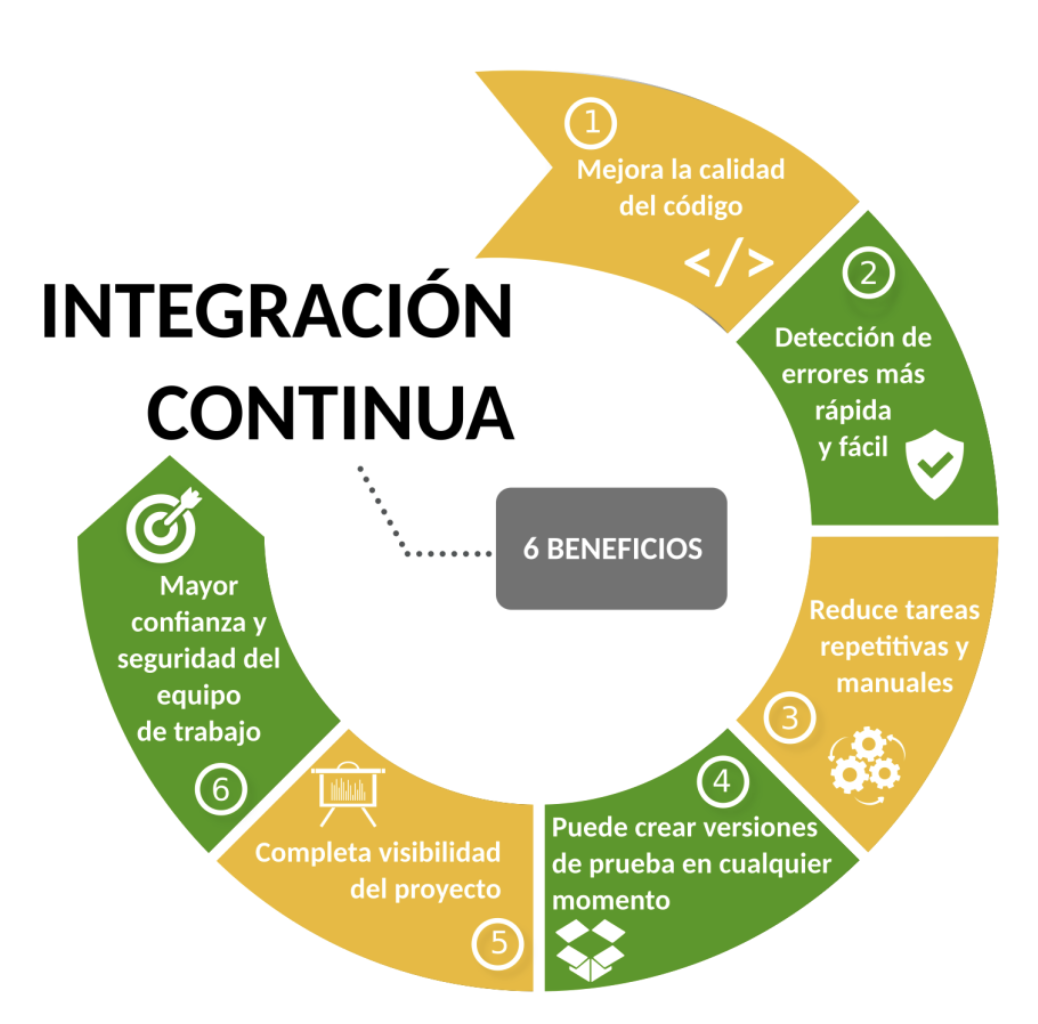 INTEGRACIÓN
CONTINUA
6 BENEFICIOS
1
Mejora la calidad
del código
</>
2
Detección de
errores más
rápida
y fácil
Reduce tareas
repetitivas y
manuales
3
4
Puede crear versiones
de prueba en cualquier
momento
Completa visibilidad
del proyecto
5
Mayor
confianza y
seguridad del
equipo
de trabajo
6